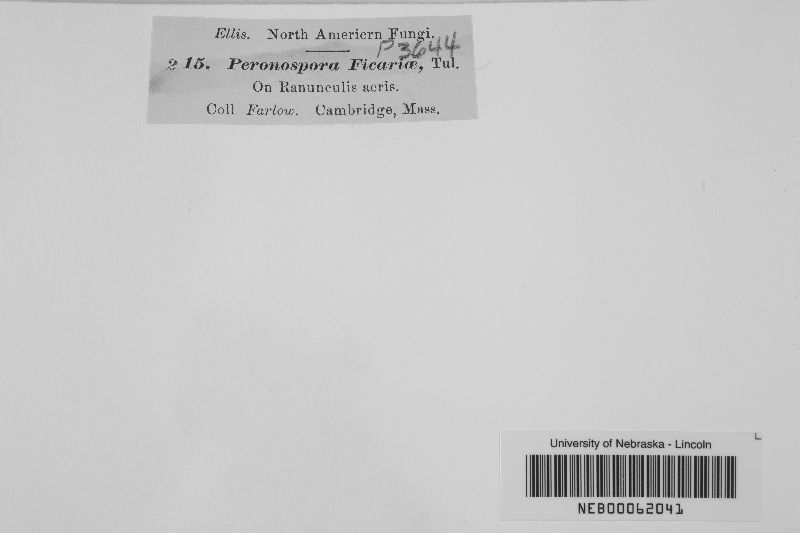 Ellis. North Americrn Fungi.
P3644
215. Peronospora Ficariæ, Tul.
On Ranunculis acris.
Coll Farlow. Cambridge, Mass.
University of Nebraska - Lincoln
NEB00062041